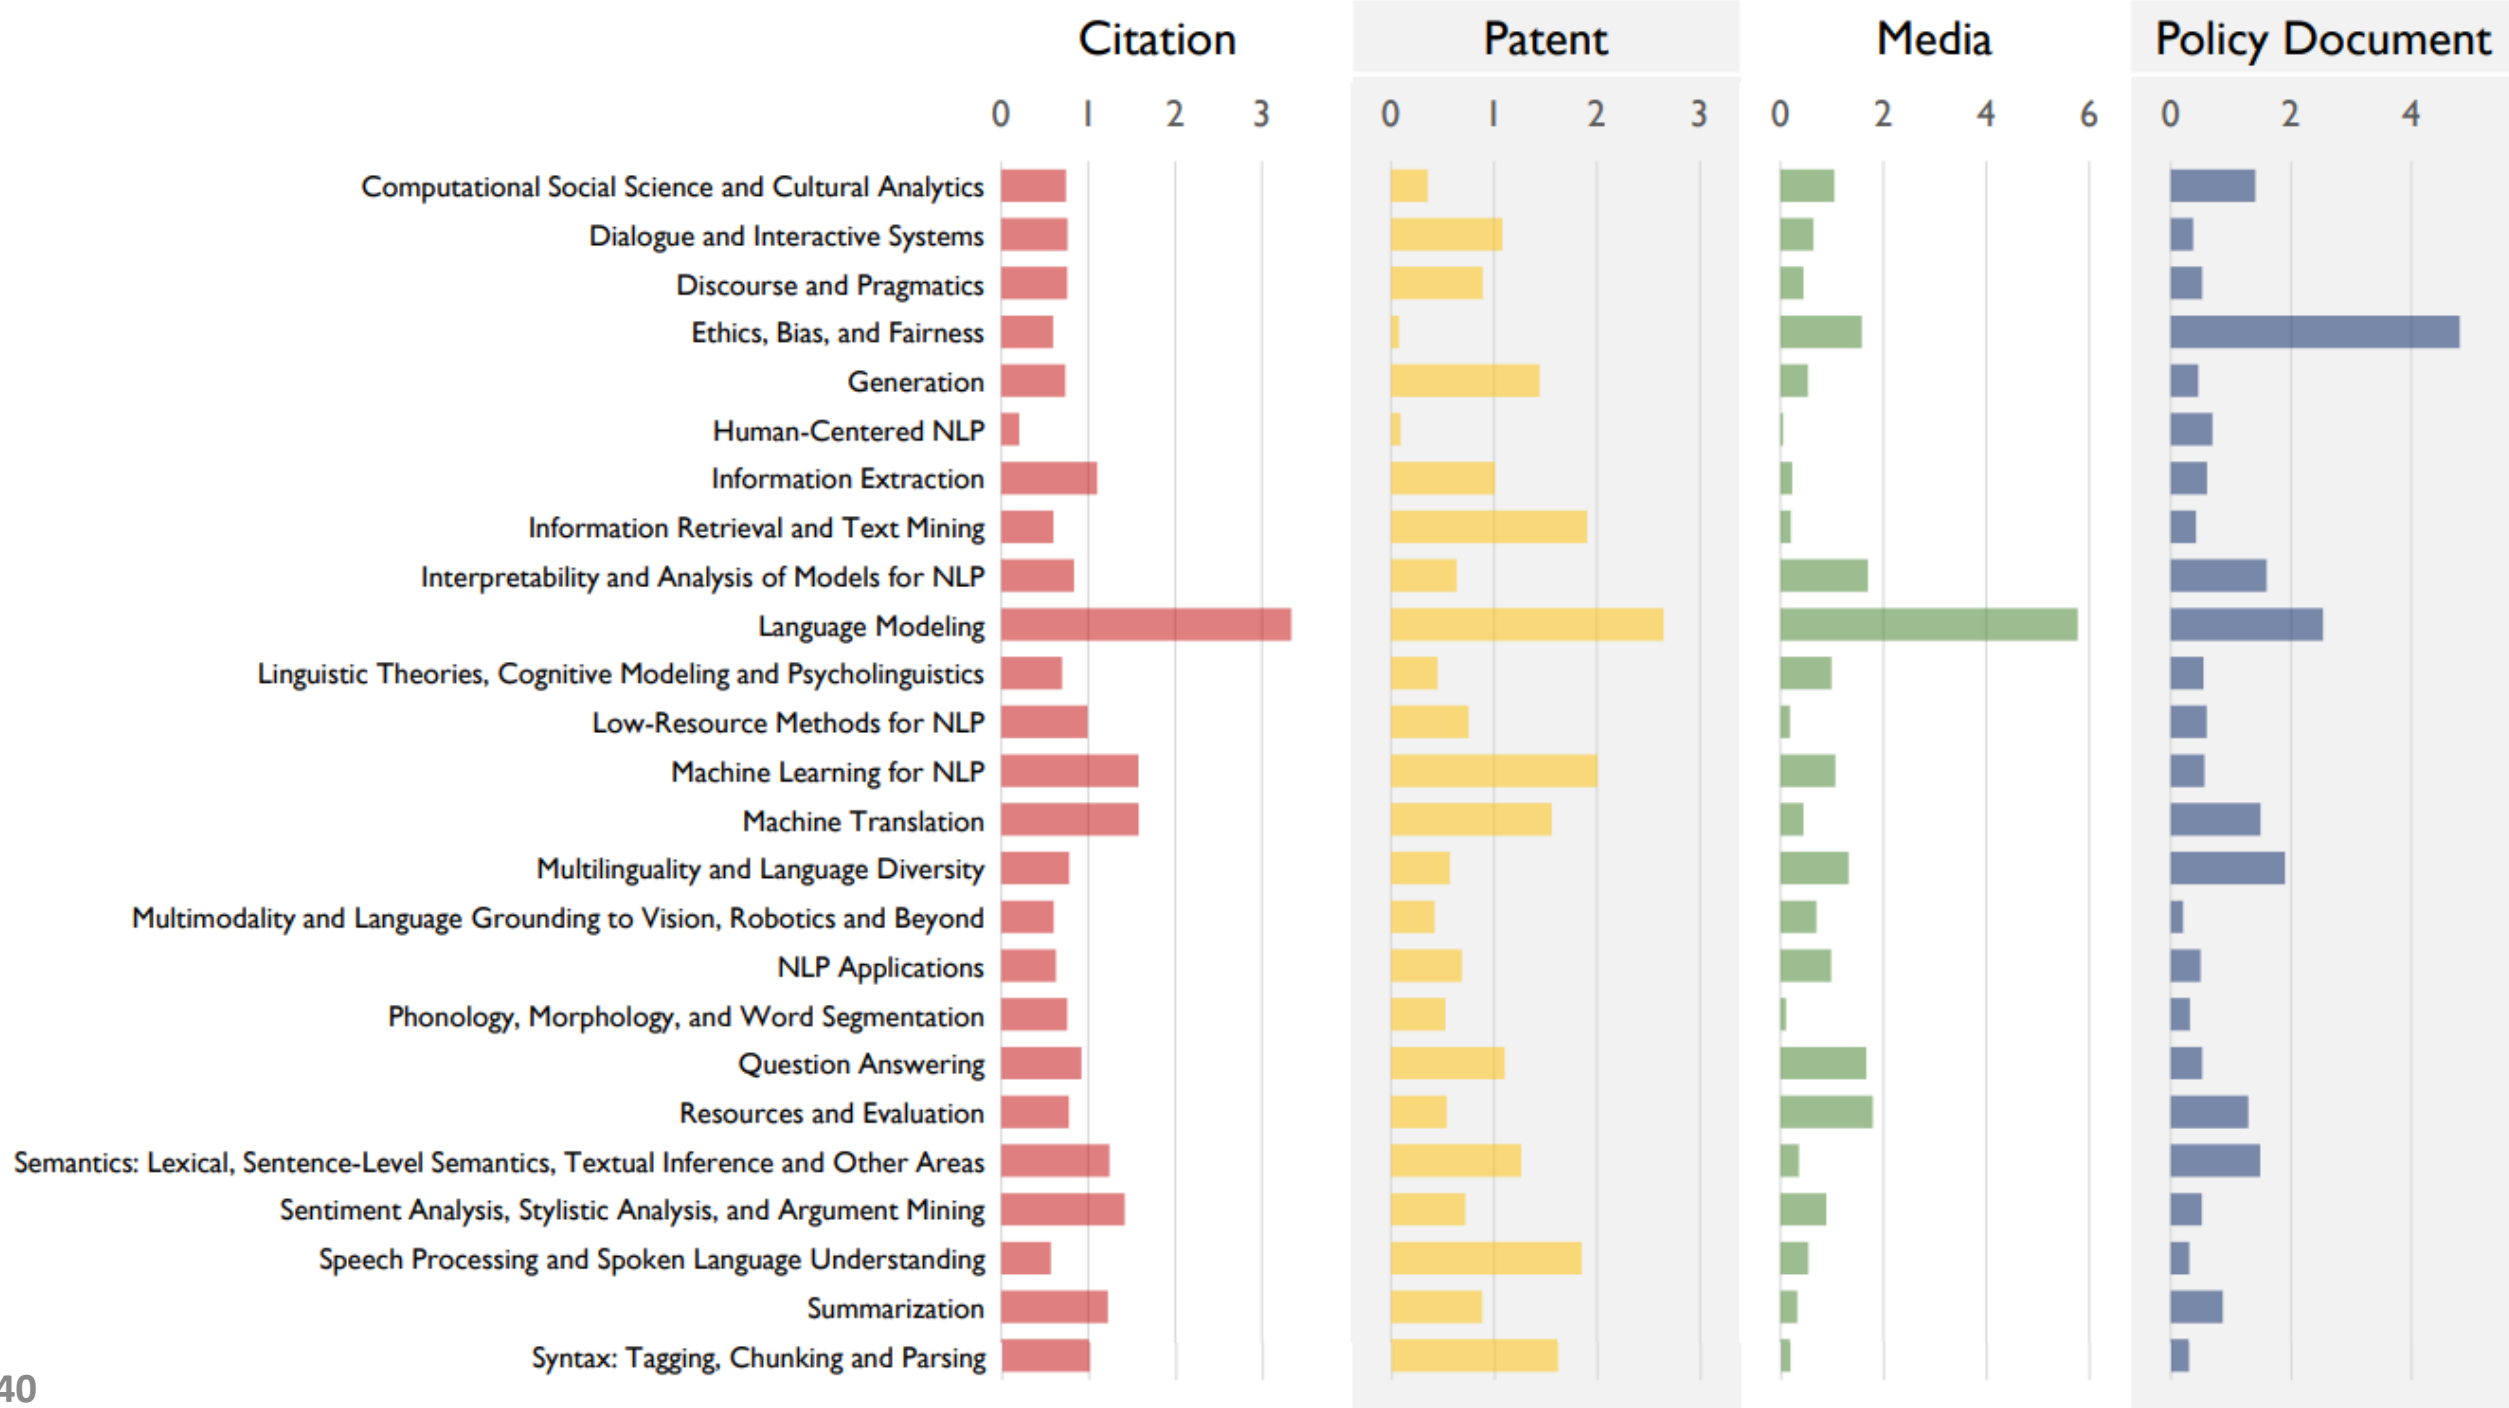 Citation Patent Media Policy Document
0 1 2 3 0 1 2 3 0 2 4 6 0 2 4
Computational Social Science and Cultural Analytics
Dialogue and Interactive Systems
Discourse and Pragmatics
Ethics, Bias, and Fairness
Generation
Human-Centered NLP
Information Extraction
Information Retrieval and Text Mining
Interpretability and Analysis of Models for NLP
Language Modeling
Linguistic Theories, Cognitive Modeling and Psycholinguistics
Low-Resource Methods for NLP
Machine Learning for NLP
Machine Translation
Multilinguality and Language Diversity
Multimodality and Language Grounding to Vision, Robotics and Beyond
NLP Applications
Phonology, Morphology, and Word Segmentation
Question Answering
Resources and Evaluation
Semantics: Lexical, Sentence-Level Semantics, Textual Inference and Other Areas
Sentiment Analysis, Stylistic Analysis, and Argument Mining
Speech Processing and Spoken Language Understanding
Summarization
Syntax: Tagging, Chunking and Parsing
40